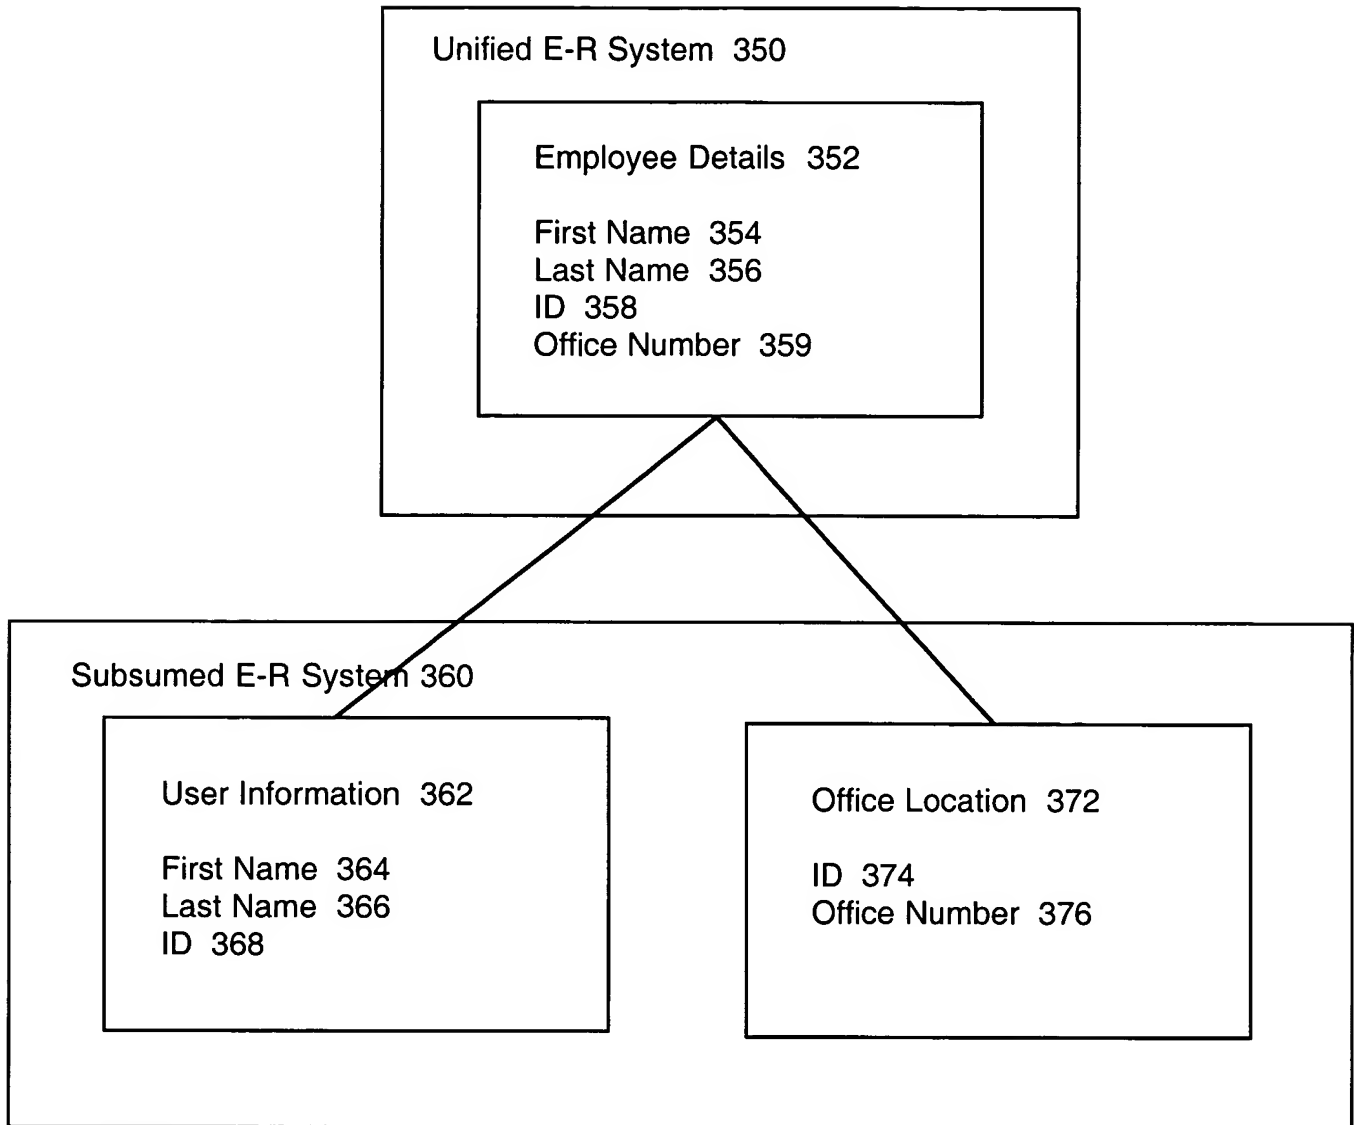 Unified E-R System 350
Employee Details 352
First Name 354
Last Name 356
ID 358
Office Number 359
Subsumed E-R System 360
User Information 362
First Name 364
Last Name 366
ID 368
Office Location 372
ID 374
Office Number 376